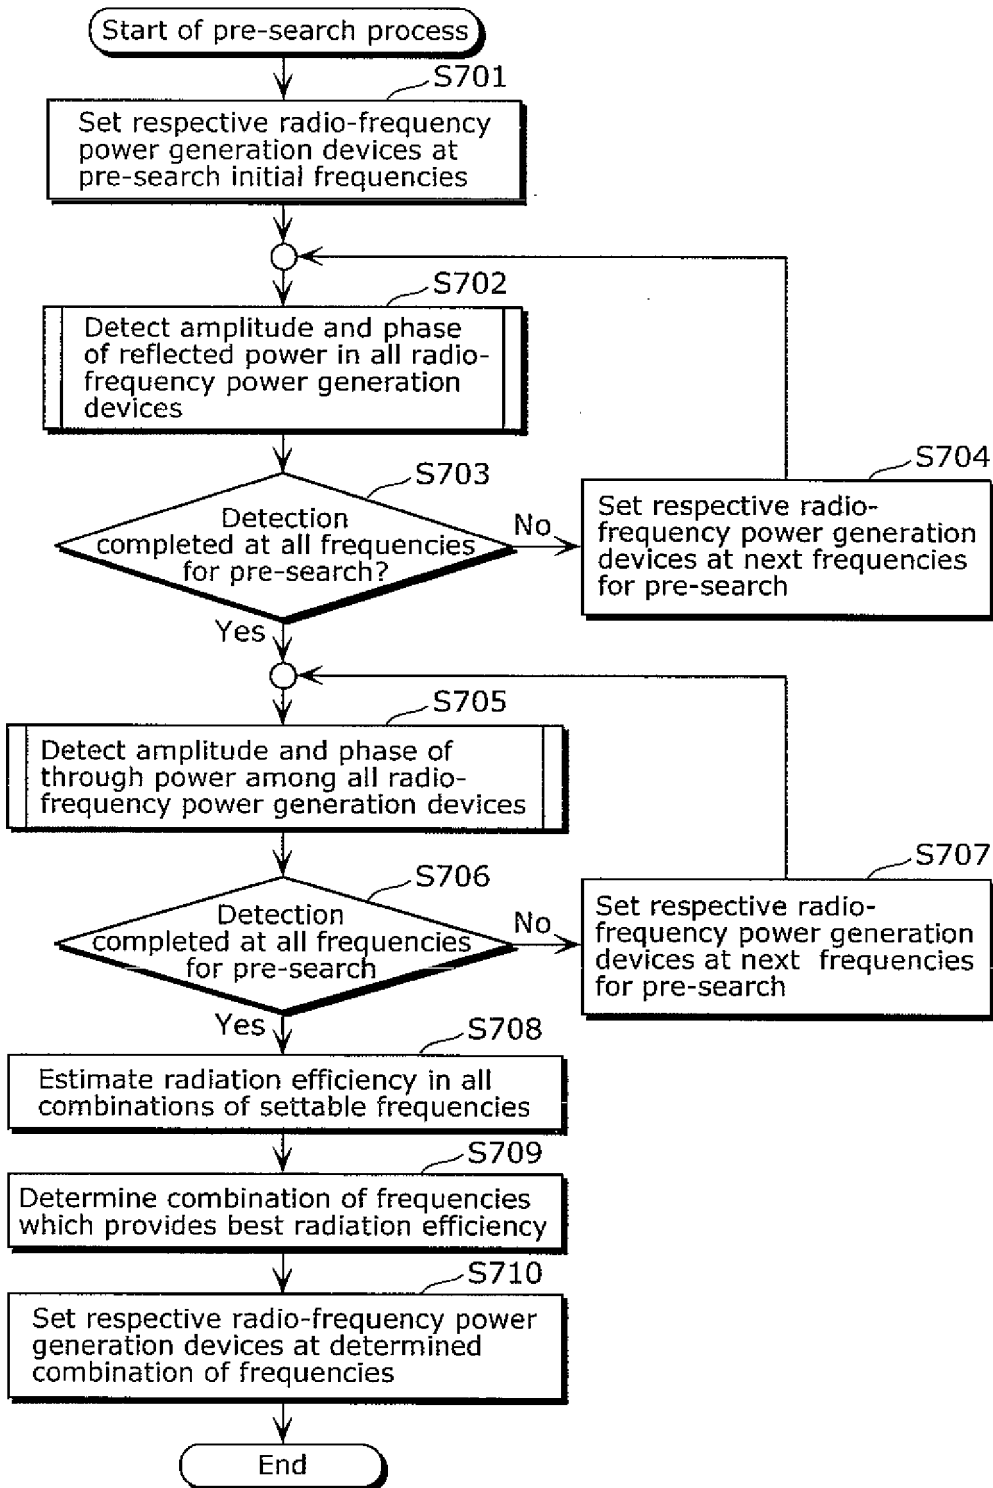 Start of pre-search process
S701
Set respective radio-frequency
power generation devices at
pre-search initial frequencies
S702
Detect amplitude and phase
of reflected power in all radio-
frequency power generation
devices
S703
Detection
completed at all frequencies
for pre-search?
No
S704
Set respective radio-
frequency power generation
devices at next frequencies
for pre-search
Yes
S705
Detect amplitude and phase of
through power among all radio-
frequency power generation devices
S706
Detection
completed at all frequencies
for pre-search
No
S707
Set respective radio-
frequency power generation
devices at next frequencies
for pre-search
Yes
S708
Estimate radiation efficiency in all
combinations of settable frequencies
S709
Determine combination of frequencies
which provides best radiation efficiency
S710
Set respective radio-frequency power
generation devices at determined
combination of frequencies
End